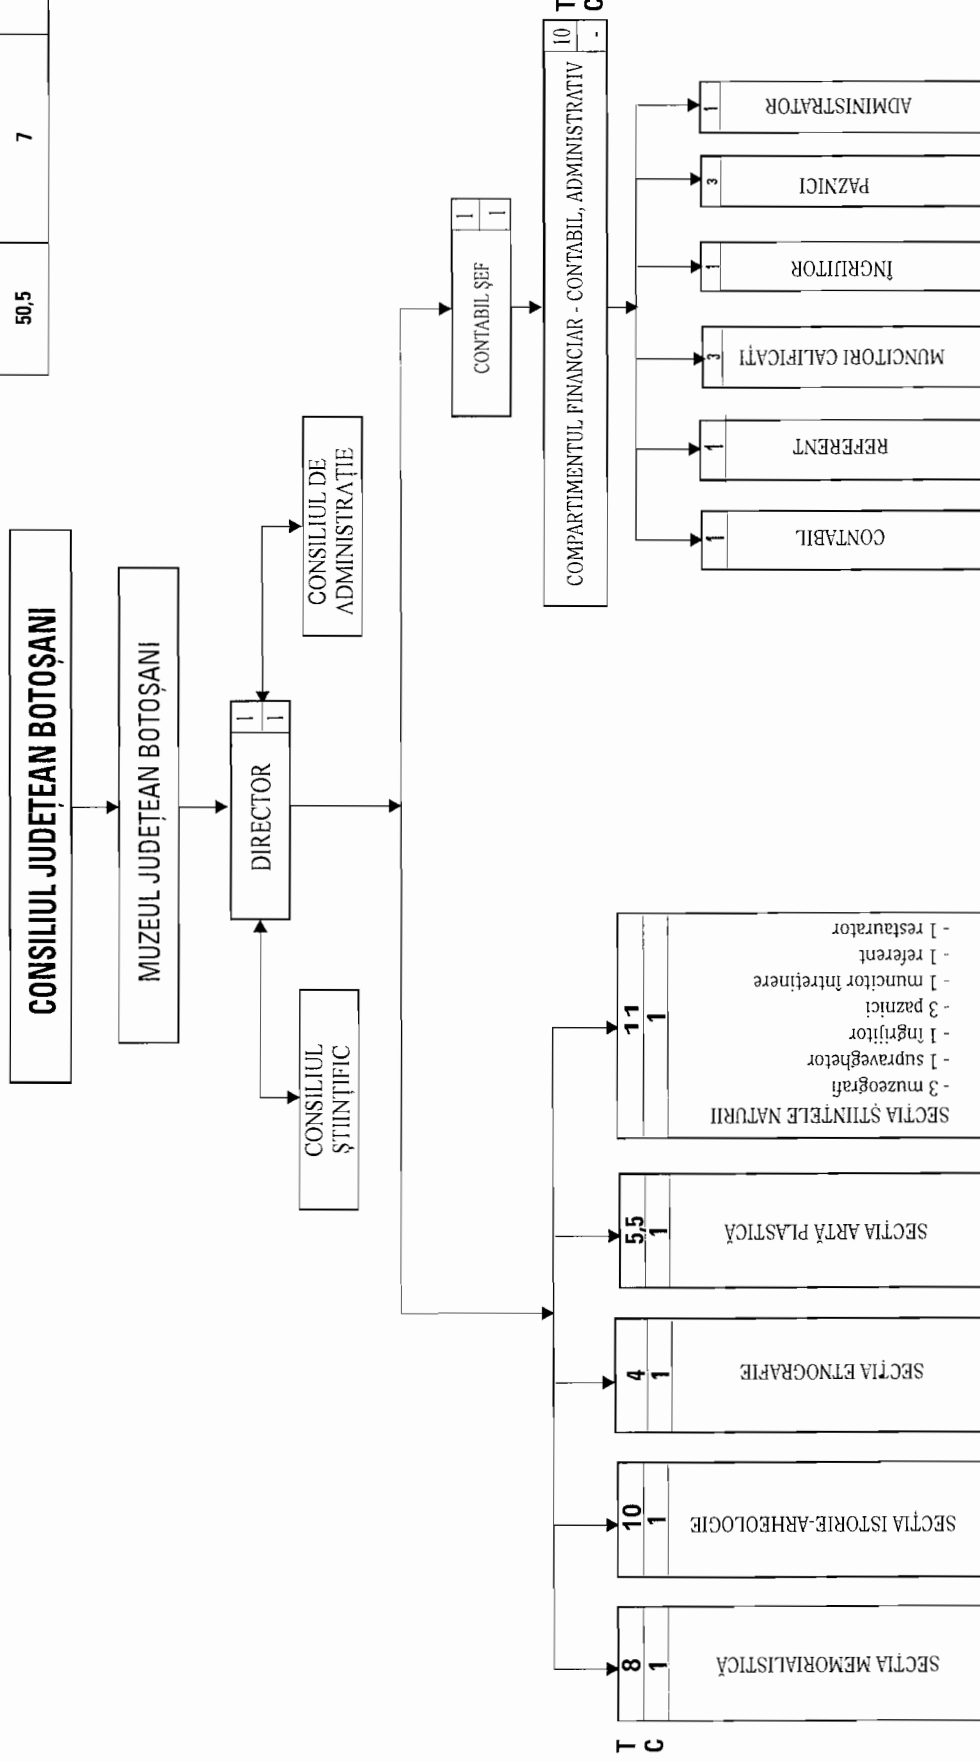 50,5
7
CONSILIUL JUDEȚEAN BOTOȘANI
MUZEUL JUDEȚEAN BOTOȘANI
DIRECTOR
1
1
CONSILIUL
ȘTIINȚIFIC
CONSILIUL DE
ADMINISTRAȚIE
CONTABIL ȘEF
1
1
COMPARTIMENTUL FINANCIAR - CONTABIL, ADMINISTRATIV
10
-
T
C
1
CONTABIL
1
REFERENT
3
MUNCITORI CALIFICAȚI
1
ÎNGRIJITOR
3
PAZNICI
1
ADMINISTRATOR
T
C
8
1
SECȚIA MEMORIALISTICĂ
10
1
SECȚIA ISTORIE-ARHEOLOGIE
4
1
SECȚIA ETNOGRAFIE
5,5
1
SECȚIA ARTĂ PLASTICĂ
11
1
SECȚIA ȘTIINȚELE NATURII
- 3 muzeografi
- 1 supraveghetor
- 1 îngrijitor
- 3 paznici
- 1 muncitor întreținere
- 1 referent
- 1 restaurator